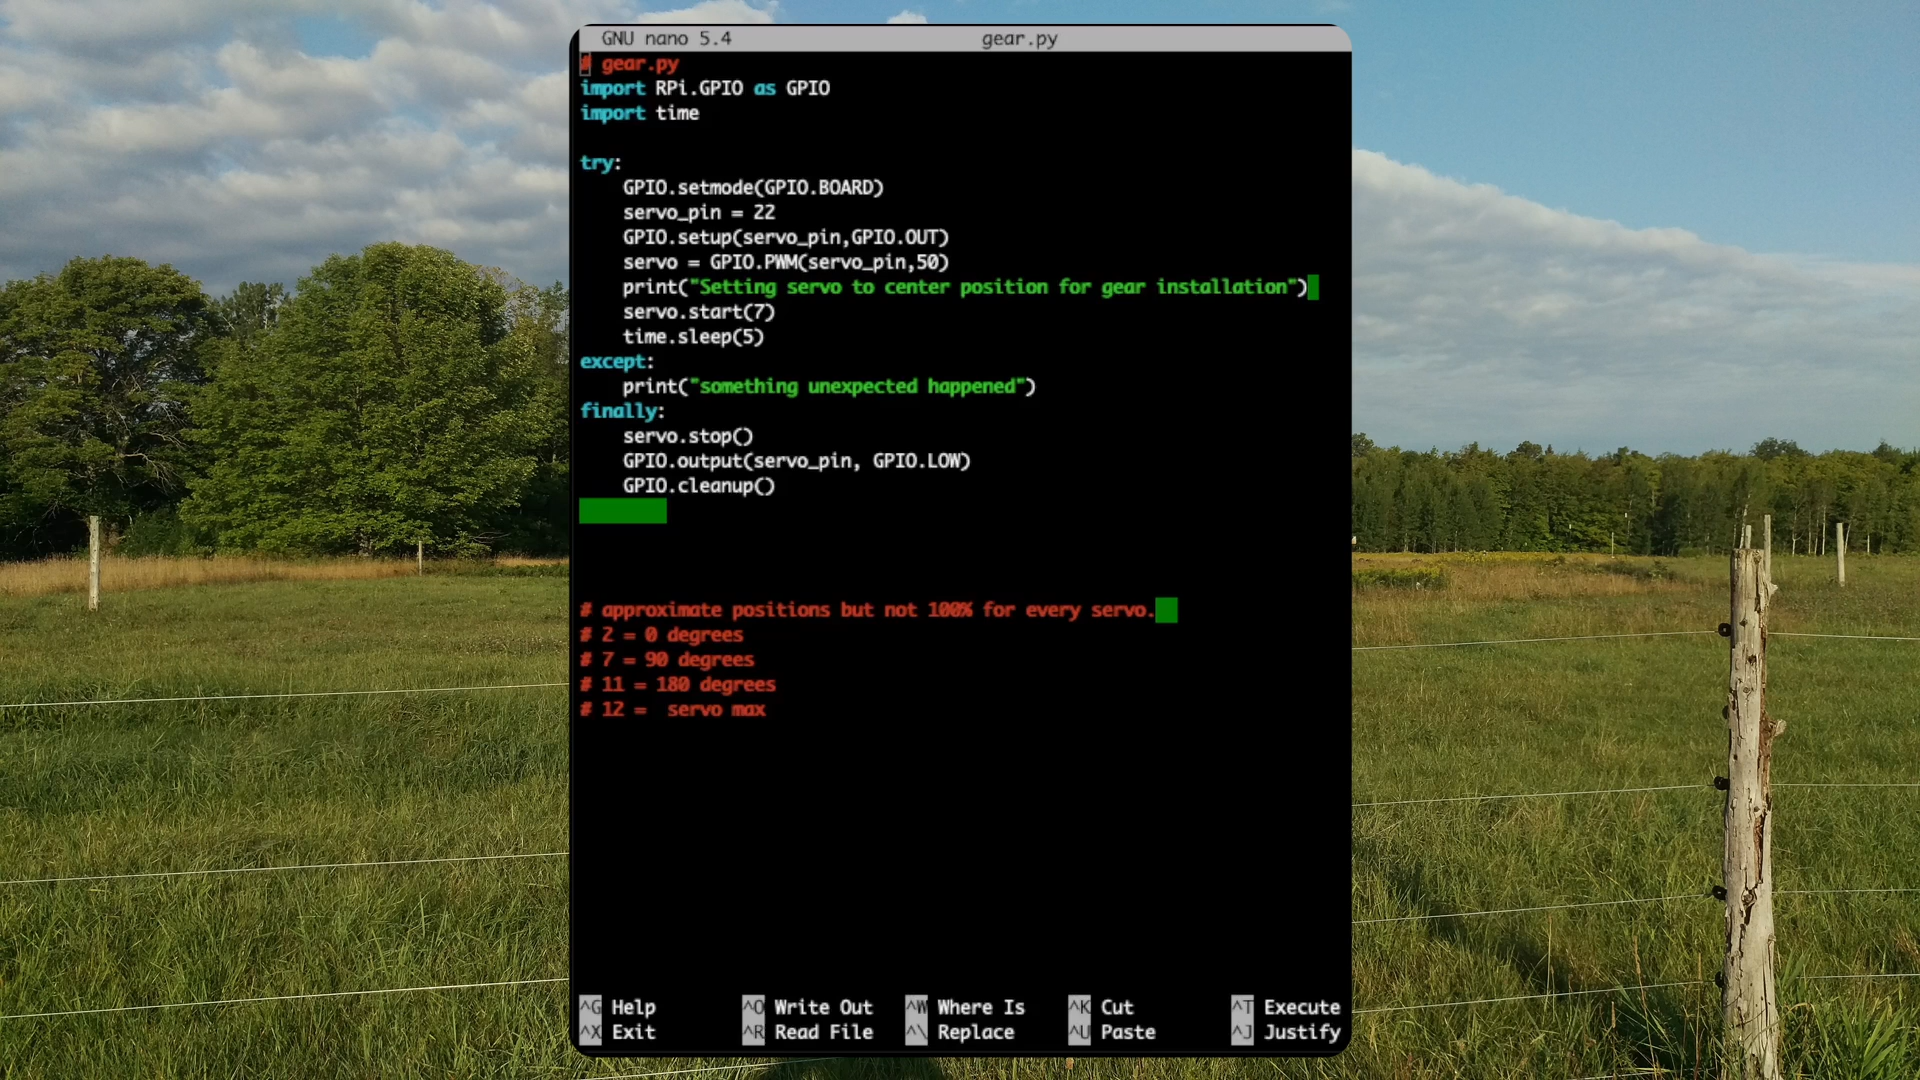 GNU nano 5.4 gear.py
# gear.py
import RPi.GPIO as GPIO
import time
try:
GPIO.setmode(GPIO.BOARD)
servo_pin = 22
GPIO.setup(servo_pin,GPIO.OUT)
servo = GPIO.PWM(servo_pin,50)
print("Setting servo to center position for gear installation")
servo.start(7)
time.sleep(5)
except:
print("something unexpected happened")
finally:
servo.stop()
GPIO.output(servo_pin, GPIO.LOW)
GPIO.cleanup()
# approximate positions but not 100% for every servo.
# 2 = 0 degrees
# 7 = 90 degrees
# 11 = 180 degrees
# 12 =  servo max
^G Help ^O Write Out ^W Where Is ^K Cut ^T Execute
^X Exit ^R Read File ^\ Replace ^U Paste ^J Justify